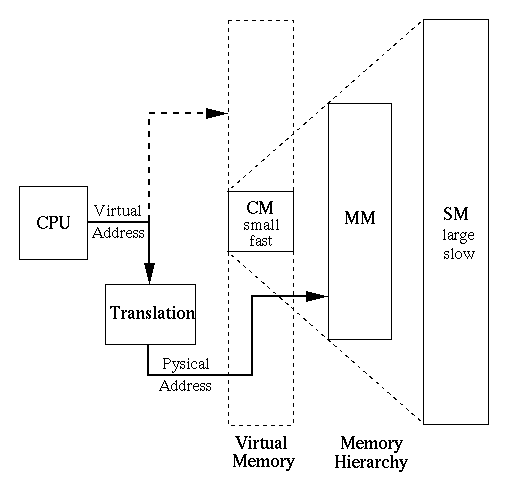 CPU
Virtual
Address
Translation
Pysical
Address
CM
small
fast
MM
SM
large
slow
Virtual
Memory
Memory
Hierarchy